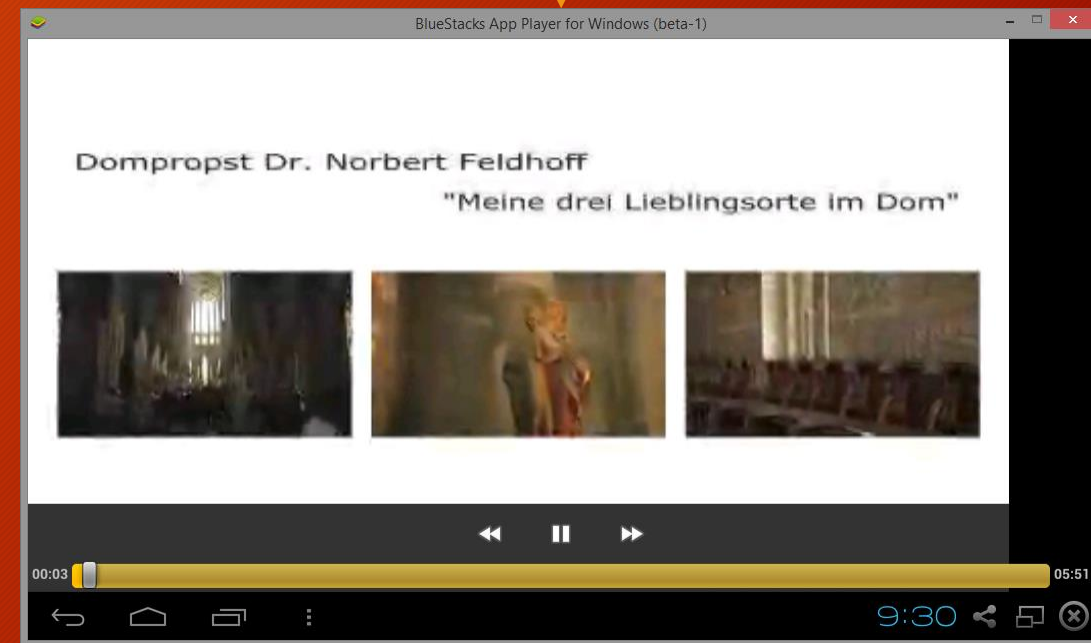 BlueStacks App Player for Windows (beta-1)
Dompropst Dr. Norbert Feldhoff
"Meine drei Lieblingsorte im Dom"
00:03
05:51
9:30